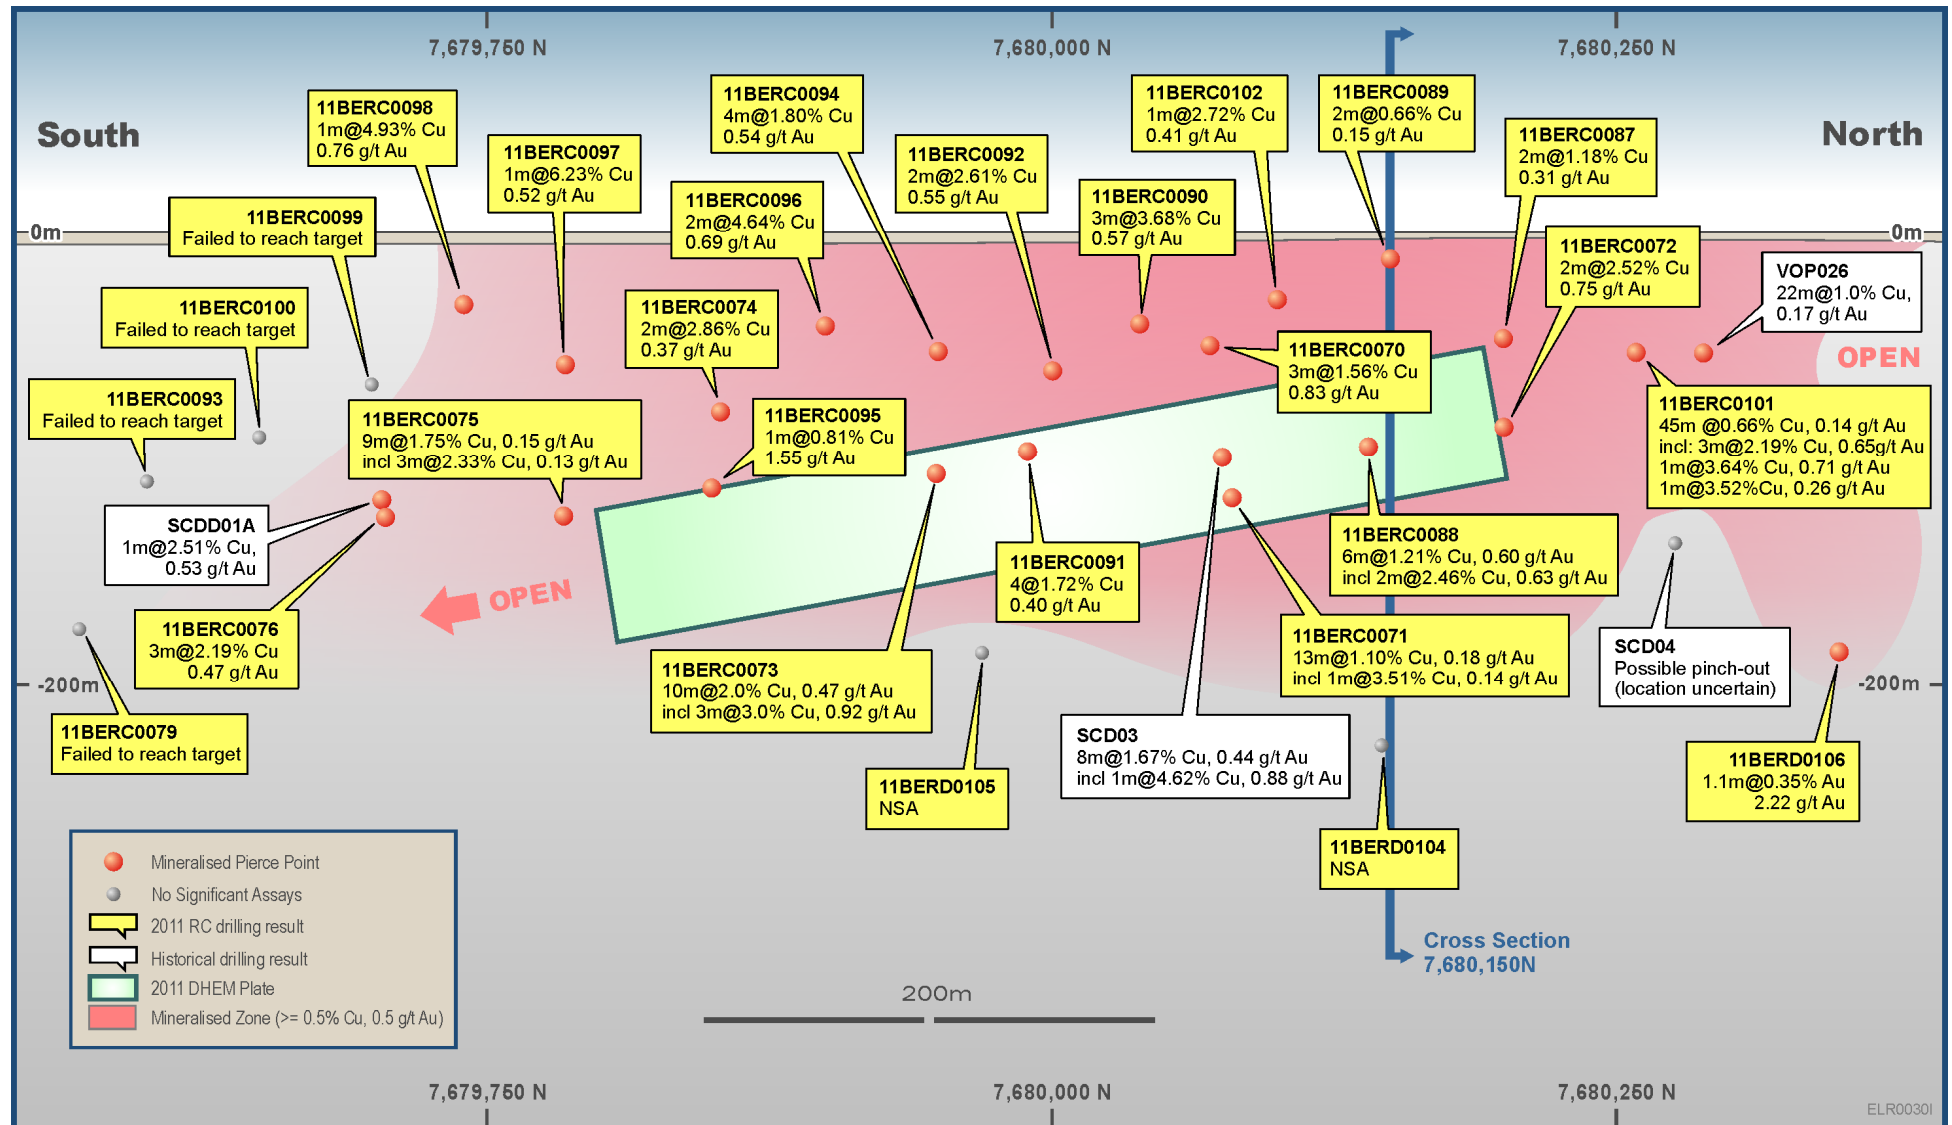 7,679,750 N
7,680,000 N
7,680,250 N
South
North
11BERC0098
1m@4.93% Cu
0.76 g/t Au
11BERC0097
1m@6.23% Cu
0.52 g/t Au
11BERC0094
4m@1.80% Cu
0.54 g/t Au
11BERC0096
2m@4.64% Cu
0.69 g/t Au
11BERC0092
2m@2.61% Cu
0.55 g/t Au
11BERC0102
1m@2.72% Cu
0.41 g/t Au
11BERC0090
3m@3.68% Cu
0.57 g/t Au
11BERC0089
2m@0.66% Cu
0.15 g/t Au
11BERC0087
2m@1.18% Cu
0.31 g/t Au
11BERC0099
Failed to reach target
0m
0m
11BERC0072
2m@2.52% Cu
0.75 g/t Au
VOP026
22m@1.0% Cu,
0.17 g/t Au
11BERC0100
Failed to reach target
11BERC0074
2m@2.86% Cu
0.37 g/t Au
11BERC0070
3m@1.56% Cu
0.83 g/t Au
OPEN
11BERC0093
Failed to reach target
11BERC0075
9m@1.75% Cu, 0.15 g/t Au
incl 3m@2.33% Cu, 0.13 g/t Au
11BERC0095
1m@0.81% Cu
1.55 g/t Au
11BERC0101
45m @0.66% Cu, 0.14 g/t Au
incl: 3m@2.19% Cu, 0.65g/t Au
1m@3.64% Cu, 0.71 g/t Au
1m@3.52%Cu, 0.26 g/t Au
SCDD01A
1m@2.51% Cu,
0.53 g/t Au
11BERC0091
4@1.72% Cu
0.40 g/t Au
11BERC0088
6m@1.21% Cu, 0.60 g/t Au
incl 2m@2.46% Cu, 0.63 g/t Au
OPEN
11BERC0076
3m@2.19% Cu
0.47 g/t Au
11BERC0073
10m@2.0% Cu, 0.47 g/t Au
incl 3m@3.0% Cu, 0.92 g/t Au
11BERC0071
13m@1.10% Cu, 0.18 g/t Au
incl 1m@3.51% Cu, 0.14 g/t Au
SCD04
Possible pinch-out
(location uncertain)
-200m
-200m
11BERC0079
Failed to reach target
SCD03
8m@1.67% Cu, 0.44 g/t Au
incl 1m@4.62% Cu, 0.88 g/t Au
11BERD0105
NSA
11BERD0106
1.1m@0.35% Au
2.22 g/t Au
11BERD0104
NSA
Mineralised Pierce Point
No Significant Assays
2011 RC drilling result
Historical drilling result
2011 DHEM Plate
Mineralised Zone (>= 0.5% Cu, 0.5 g/t Au)
Cross Section
7,680,150N
200m
7,679,750 N
7,680,000 N
7,680,250 N
ELR0030I